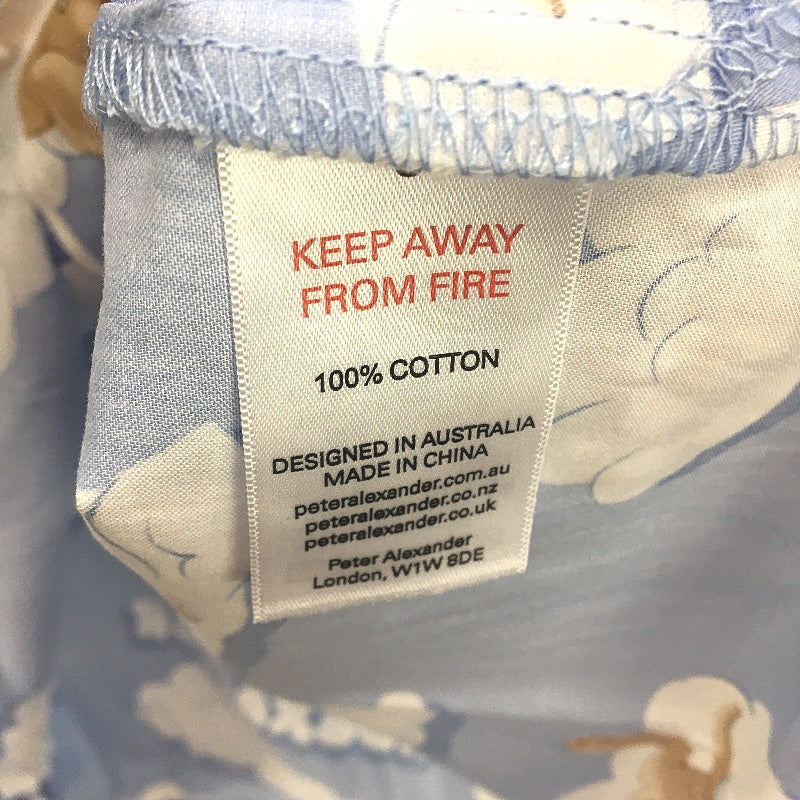 KEEP AWAY
FROM FIRE
100% COTTON
DESIGNED IN AUSTRALIA
MADE IN CHINA
peteralexander.com.au
peteralexander.co.nz
peteralexander.co.uk
Peter Alexander
London, W1W 8DE